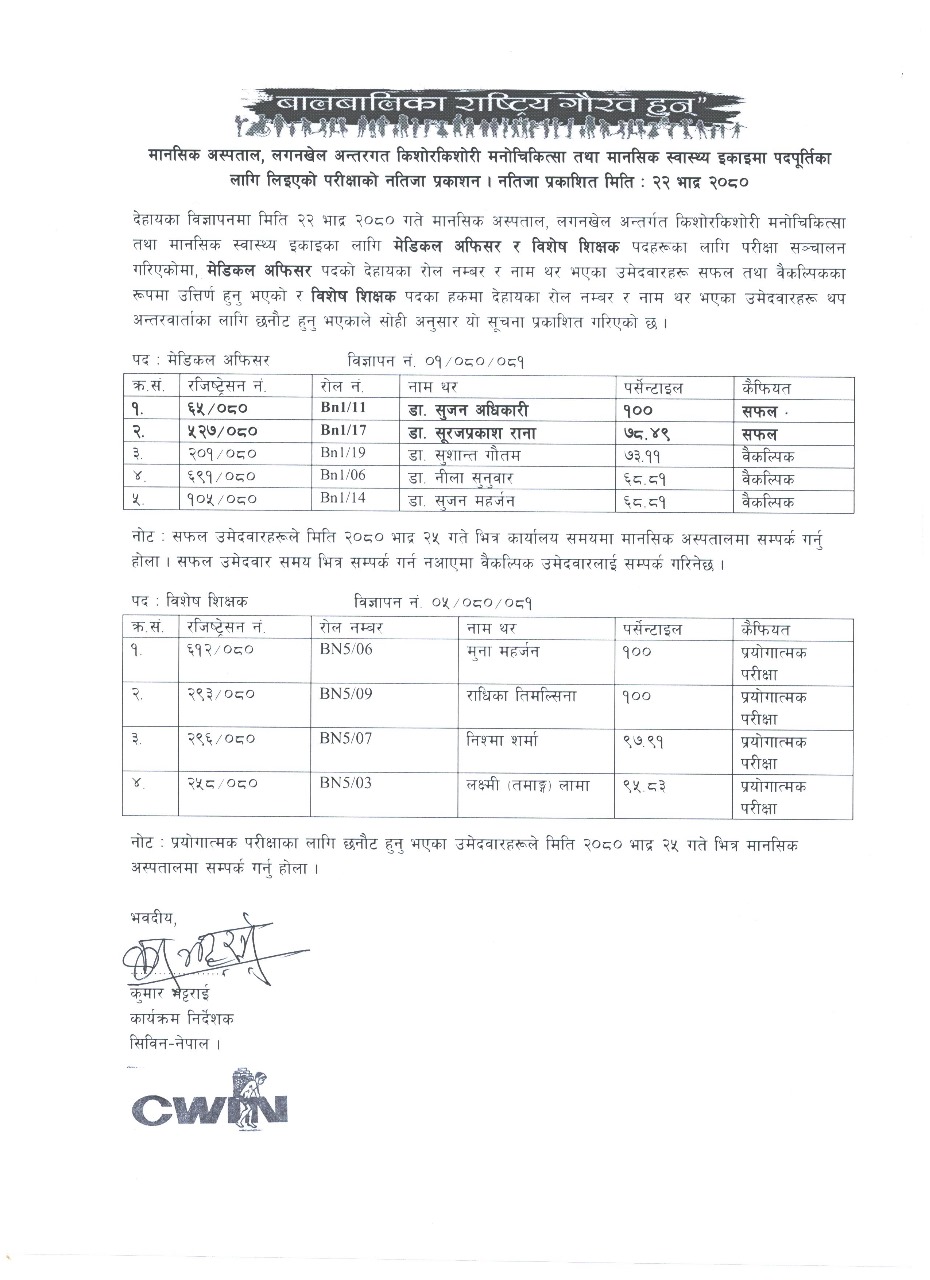 "बालबालिका राष्ट्रिय गौरव हुन्"
मानसिक अस्पताल, लगनखेल अन्तरगत किशोरकिशोरी मनोचिकित्सा तथा मानसिक स्वास्थ्य इकाइमा पदपूर्तिका
लागि लिइएको परीक्षाको नतिजा प्रकाशन । नतिजा प्रकाशित मिति : २२ भाद्र २०८०
देहायका विज्ञापनमा मिति २२ भाद्र २०८० गते मानसिक अस्पताल, लगनखेल अन्तर्गत किशोरकिशोरी मनोचिकित्सा
तथा मानसिक स्वास्थ्य इकाइका लागि मेडिकल अफिसर र विशेष शिक्षक पदहरूका लागि परीक्षा सञ्चालन
गरिएकोमा, मेडिकल अफिसर पदको देहायका रोल नम्बर र नाम थर भएका उमेदवारहरू सफल तथा वैकल्पिकका
रूपमा उत्तिर्ण हुनु भएको र विशेष शिक्षक पदका हकमा देहायका रोल नम्बर र नाम थर भएका उमेदवारहरू थप
अन्तरवार्ताका लागि छनौट हुनु भएकाले सोही अनुसार यो सूचना प्रकाशित गरिएको छ ।
पद : मेडिकल अफिसर विज्ञापन नं. ०१/०८०/०८१
क्र.सं. रजिष्ट्रेसन नं. रोल नं. नाम थर पर्सेन्टाइल कैफियत
१. ६५/०८० Bn1/11 डा. सुजन अधिकारी १०० सफल
२. ५२७/०८० Bn1/17 डा. सूरजप्रकाश राना ७८.४९ सफल
३. २०१/०८० Bn1/19 डा. सुशान्त गौतम ७३.११ वैकल्पिक
४. ६९१/०८० Bn1/06 डा. नीला सुनुवार ६८.८१ वैकल्पिक
५. १०५/०८० Bn1/14 डा. सुजन महर्जन ६८.८१ वैकल्पिक
नोट : सफल उमेदवारहरूले मिति २०८० भाद्र २५ गते भित्र कार्यालय समयमा मानसिक अस्पतालमा सम्पर्क गर्नु
होला । सफल उमेदवार समय भित्र सम्पर्क गर्न नआएमा वैकल्पिक उमेदवारलाई सम्पर्क गरिनेछ ।
पद : विशेष शिक्षक विज्ञापन नं. ०५/०८०/०८१
क्र.सं. रजिष्ट्रेसन नं. रोल नम्बर नाम थर पर्सेन्टाइल कैफियत
१. ६१२/०८० BN5/06 मुना महर्जन १०० प्रयोगात्मक
परीक्षा
२. २९३/०८० BN5/09 राधिका तिमल्सिना १०० प्रयोगात्मक
परीक्षा
३. २९६/०८० BN5/07 निश्मा शर्मा ९७.९१ प्रयोगात्मक
परीक्षा
४. २५८/०८० BN5/03 लक्ष्मी (तामाङ्ग) लामा ९५.८३ प्रयोगात्मक
परीक्षा
नोट : प्रयोगात्मक परीक्षाका लागि छनौट हुनु भएका उमेदवारहरूले मिति २०८० भाद्र २५ गते भित्र मानसिक
अस्पतालमा सम्पर्क गर्नु होला ।
भवदीय,
कुमार भट्टराई
कार्यक्रम निर्देशक
सिविन-नेपाल ।
CWIN